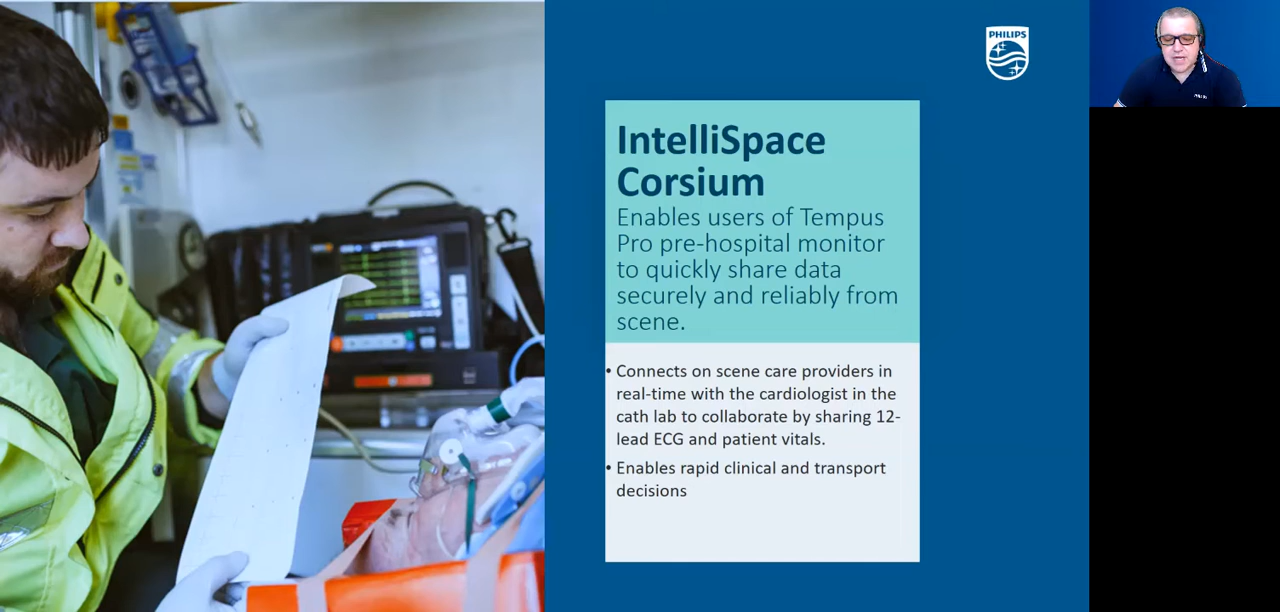 PHILIPS
IntelliSpace
Corsium
Enables users of Tempus
Pro pre-hospital monitor
to quickly share data
securely and reliably from
scene.
• Connects on scene care providers in
real-time with the cardiologist in the
cath lab to collaborate by sharing 12-
lead ECG and patient vitals.
• Enables rapid clinical and transport
decisions